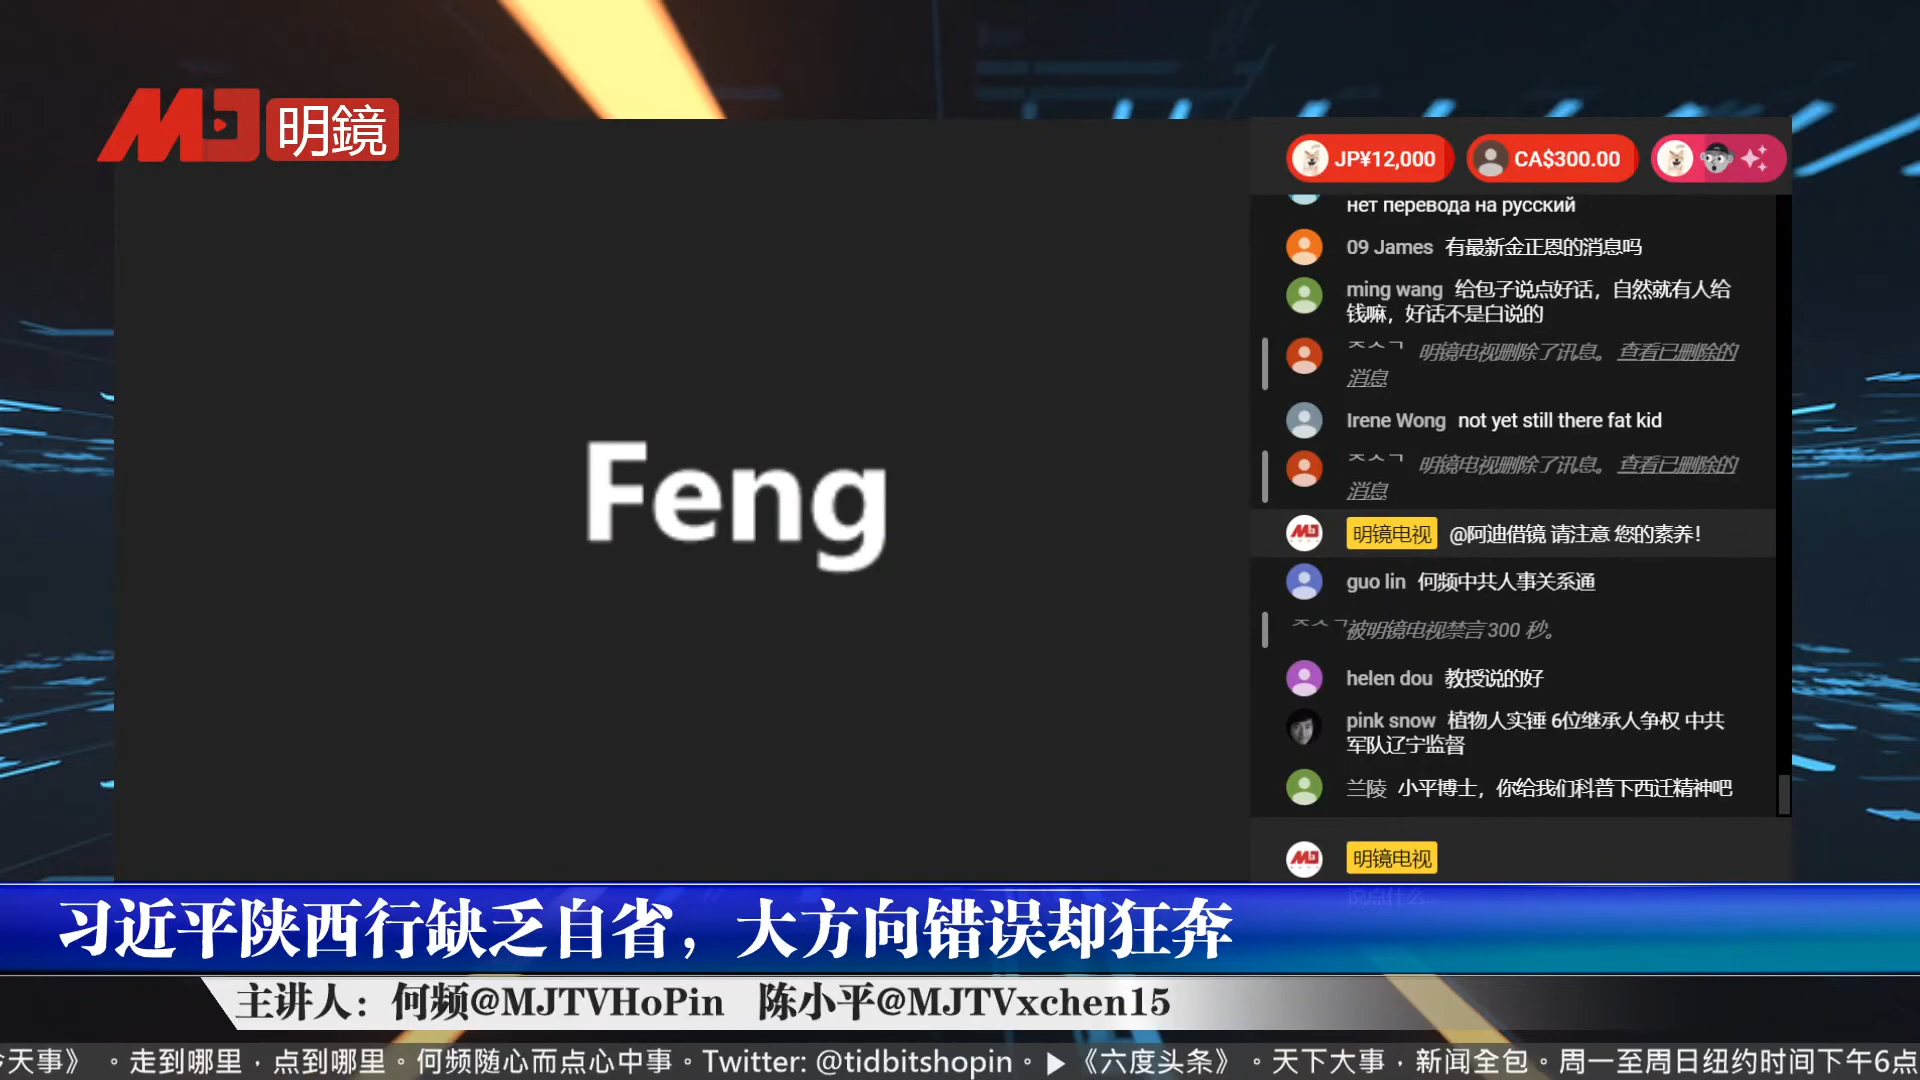 MJ 明鏡
Feng
JP¥12,000 CA$300.00
нет перевода на русский
09 James 有最新金正恩的消息吗
ming wang 给包子说点好话，自然就有人给
钱嘛，好话不是白说的
明镜电视删除了讯息。查看已删除的
消息
Irene Wong not yet still there fat kid
明镜电视删除了讯息。查看已删除的
消息
明镜电视 @阿迪借镜 请注意 您的素养！
guo lin 何频中共人事关系通
被明镜电视禁言 300 秒。
helen dou 教授说的好
pink snow 植物人实锤 6位继承人争权 中共
军队辽宁监督
兰陵 小平博士，你给我们科普下西迁精神吧
明镜电视
说点什么...
习近平陕西行缺乏自省，大方向错误却狂奔
主讲人：何频@MJTVHoPin 陈小平@MJTVxchen15
今天事》 。走到哪里，点到哪里。何频随心而点心中事。Twitter: @tidbitshopin。▶《六度头条》 。天下大事，新闻全包。周一至周日纽约时间下午6点